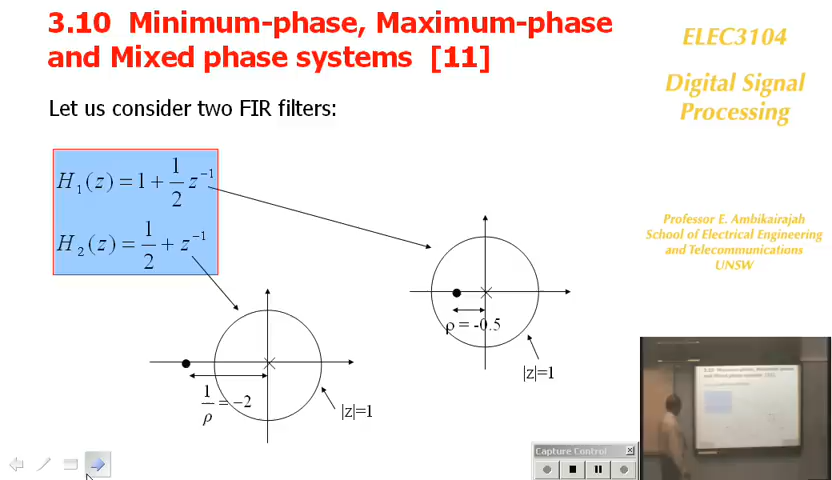 3.10 Minimum-phase, Maximum-phase
and Mixed phase systems [11]
Let us consider two FIR filters:
H₁(z) = 1 + 1/2 z⁻¹
H₂(z) = 1/2 + z⁻¹
ρ = -0.5
|z|=1
1/ρ = −2
|z|=1
ELEC3104
Digital Signal
Processing
Professor E. Ambikairajah
School of Electrical Engineering
and Telecommunications
UNSW
Capture Control